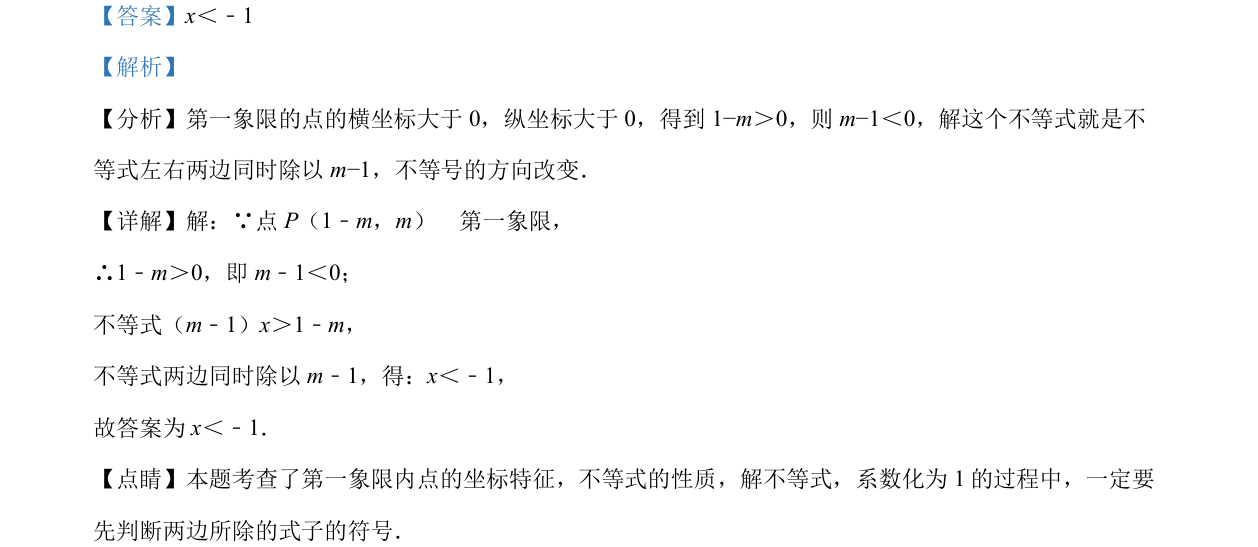 【答案】x＜﹣1
【解析】
【分析】第一象限的点的横坐标大于 0，纵坐标大于 0，得到 1−m＞0，则 m−1＜0，解这个不等式就是不
等式左右两边同时除以 m−1，不等号的方向改变．
【详解】解：∵点 P（1﹣m，m） 第一象限，
∴1﹣m＞0，即 m﹣1＜0；
不等式（m﹣1）x＞1﹣m，
不等式两边同时除以 m﹣1，得：x＜﹣1，
故答案为 x＜﹣1．
【点睛】本题考查了第一象限内点的坐标特征，不等式的性质，解不等式，系数化为 1 的过程中，一定要
先判断两边所除的式子的符号．